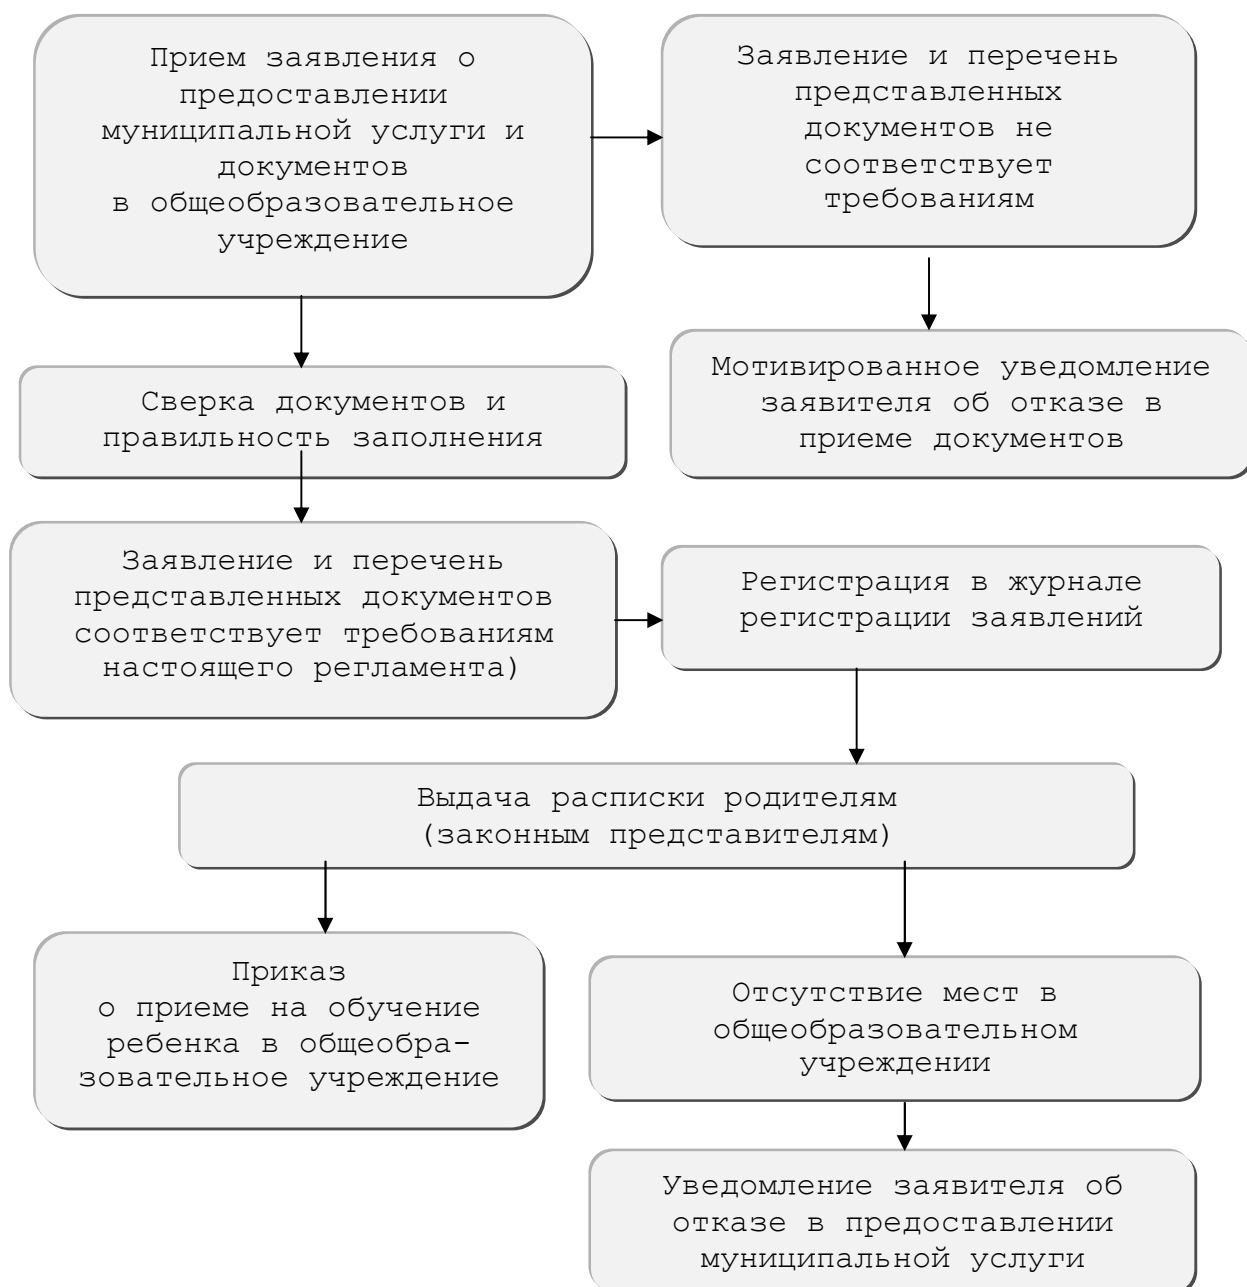 Прием заявления о
предоставлении
муниципальной услуги и
документов
в общеобразовательное
учреждение
Заявление и перечень
представленных
документов не
соответствует
требованиям
Мотивированное уведомление
заявителя об отказе в
приеме документов
Сверка документов и
правильность заполнения
Заявление и перечень
представленных документов
соответствует требованиям
настоящего регламента)
Регистрация в журнале
регистрации заявлений
Выдача расписки родителям
(законным представителям)
Приказ
о приеме на обучение
ребенка в общеобра-
зовательное учреждение
Отсутствие мест в
общеобразовательном
учреждении
Уведомление заявителя об
отказе в предоставлении
муниципальной услуги